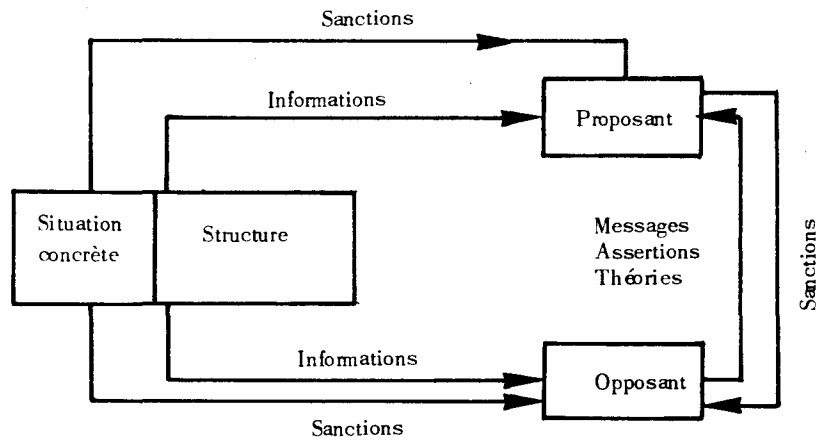 Sanctions
Informations
Proposant
Situation
concrète
Structure
Messages
Assertions
Théories
Sanctions
Informations
Opposant
Sanctions